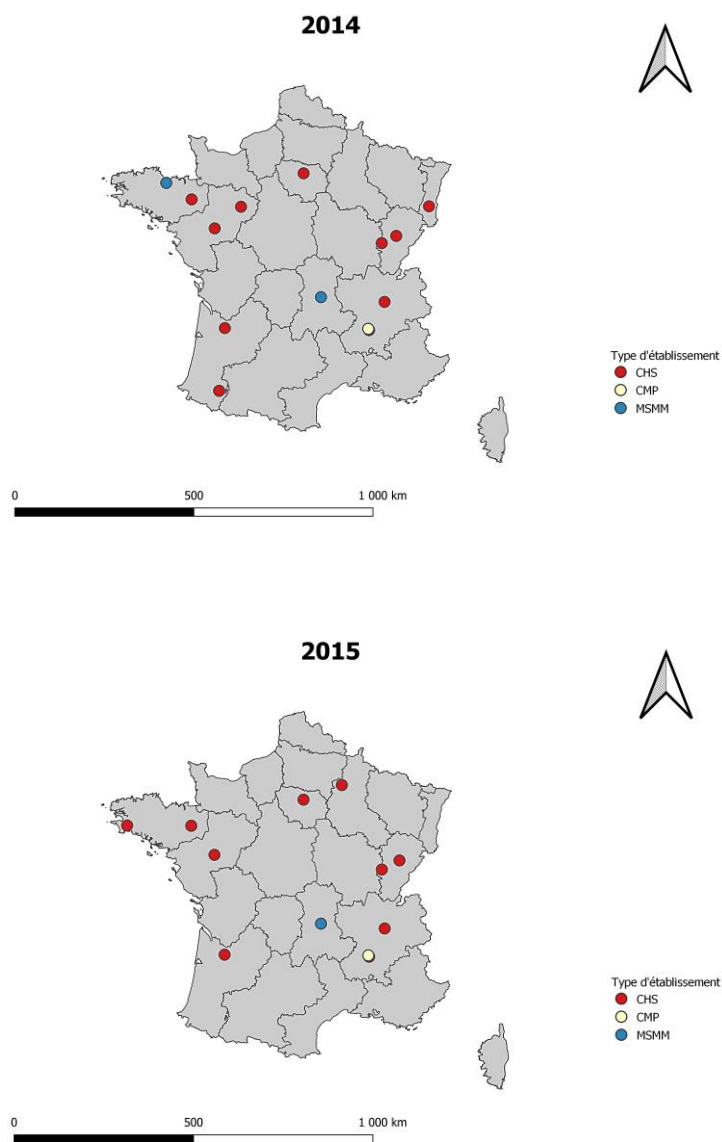 2014
Type d'établissement
CHS
CMP
MSMM
0 500 1 000 km
2015
Type d'établissement
CHS
CMP
MSMM
0 500 1 000 km